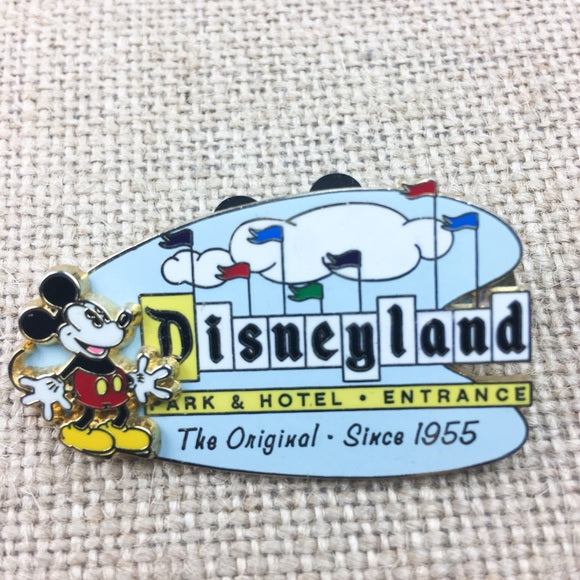 Disneyland
PARK & HOTEL · ENTRANCE
The Original · Since 1955